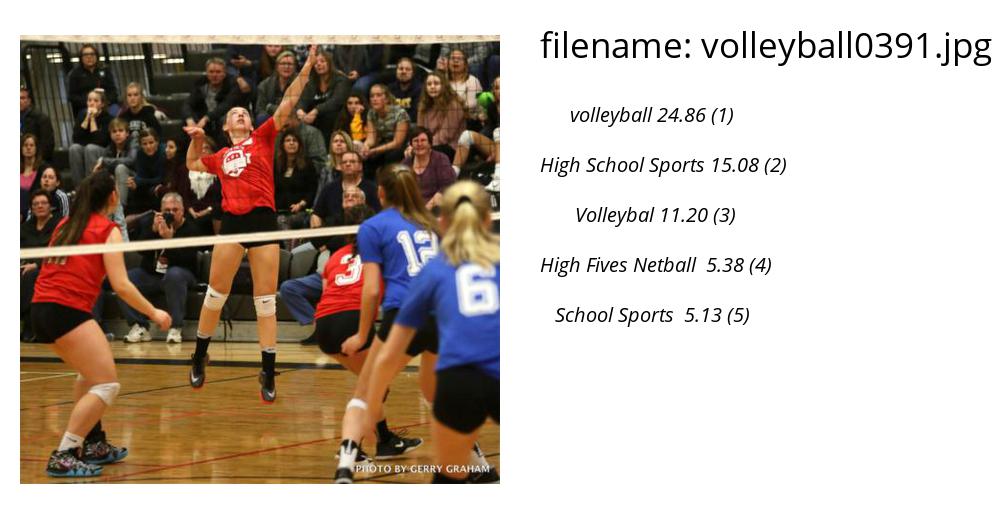 filename: volleyball0391.jpg
volleyball 24.86 (1)
High School Sports 15.08 (2)
Volleybal 11.20 (3)
High Fives Netball 5.38 (4)
School Sports 5.13 (5)
12
3
6
PHOTO BY GERRY GRAHAM